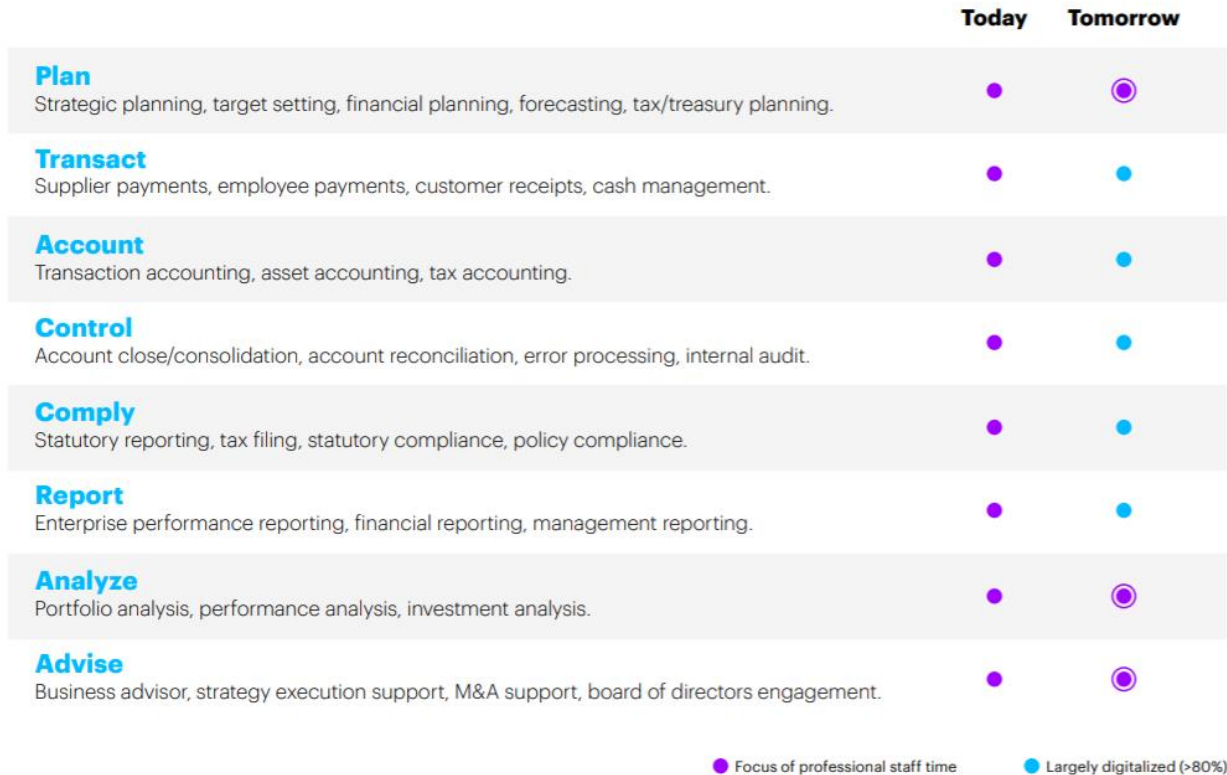 Today Tomorrow
Plan
Strategic planning, target setting, financial planning, forecasting, tax/treasury planning.
Transact
Supplier payments, employee payments, customer receipts, cash management.
Account
Transaction accounting, asset accounting, tax accounting.
Control
Account close/consolidation, account reconciliation, error processing, internal audit.
Comply
Statutory reporting, tax filing, statutory compliance, policy compliance.
Report
Enterprise performance reporting, financial reporting, management reporting.
Analyze
Portfolio analysis, performance analysis, investment analysis.
Advise
Business advisor, strategy execution support, M&A support, board of directors engagement.
Focus of professional staff time Largely digitalized (>80%)